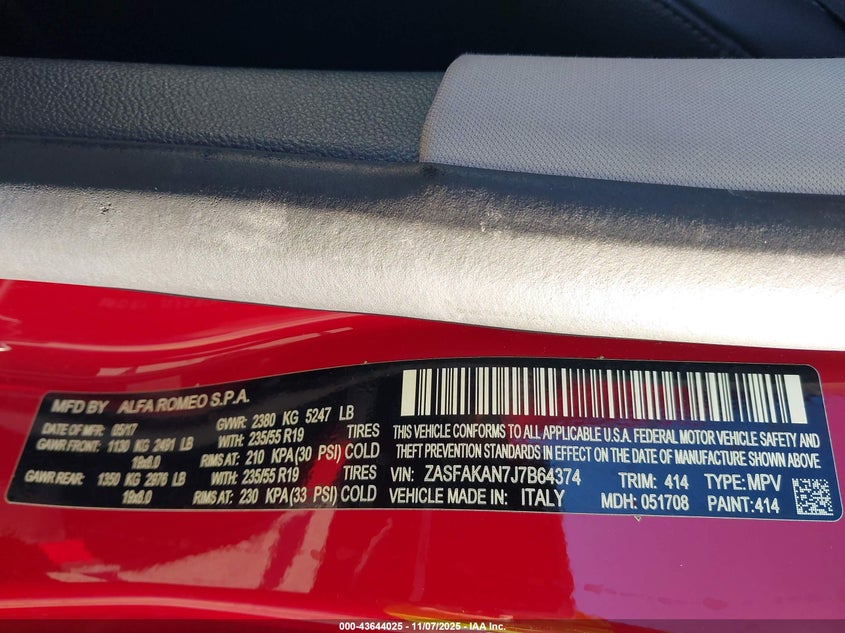 MFD BY ALFA ROMEO S.P.A.
DATE OF MFR: 05/17 GVWR: 2380 KG 5247 LB
GAWR FRONT: 1130 KG 2491 LB WITH: 235/55 R19 TIRES
19x8.0 RIMS AT: 210 KPA(30 PSI) COLD
GAWR REAR: 1350 KG 2976 LB WITH: 235/55 R19 TIRES
19x8.0 RIMS AT: 230 KPA(33 PSI) COLD
THIS VEHICLE CONFORMS TO ALL APPLICABLE U.S.A. FEDERAL MOTOR VEHICLE SAFETY AND
THEFT PREVENTION STANDARDS IN EFFECT ON THE DATE OF MANUFACTURE SHOWN ABOVE.
VIN: ZASFAKAN7J7B64374 TRIM: 414 TYPE: MPV
VEHICLE MADE IN: ITALY MDH: 051708 PAINT:414
000-43644025 - 11/07/2025 - IAA Inc.